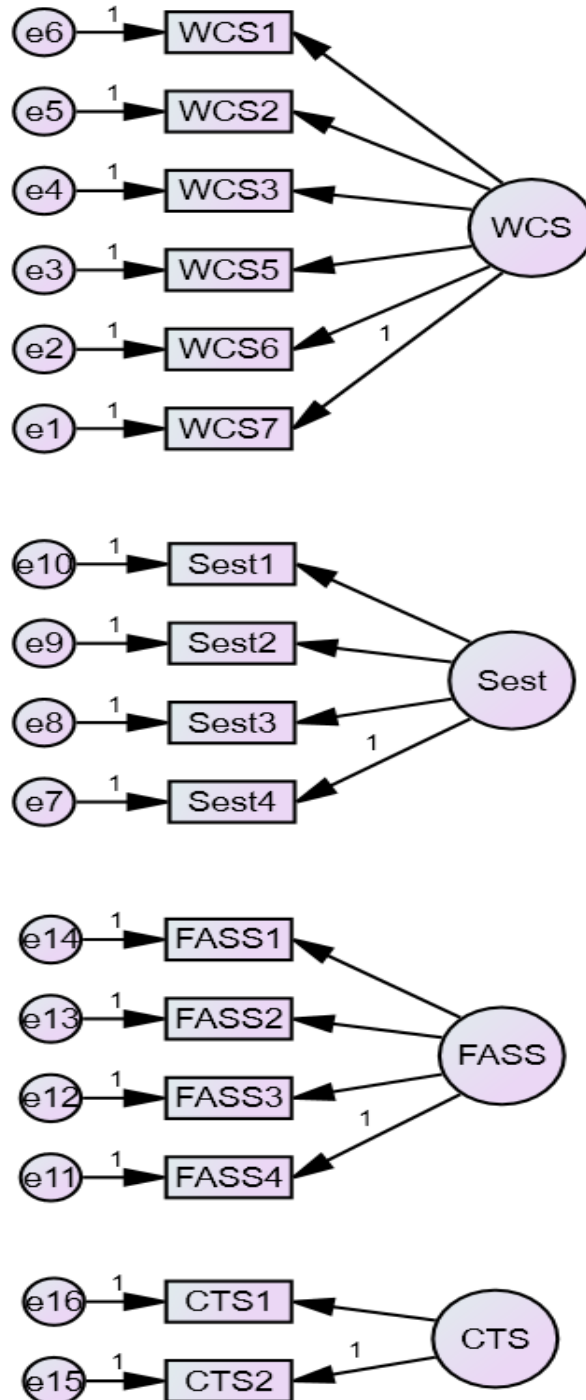 e6 1 WCS1
e5 1 WCS2
e4 1 WCS3
WCS
e3 1 WCS5
e2 1 WCS6
1
e1 1 WCS7
e10 1 Sest1
e9 1 Sest2
Sest
e8 1 Sest3
1
e7 1 Sest4
e14 1 FASS1
e13 1 FASS2
FASS
e12 1 FASS3
1
e11 1 FASS4
e16 1 CTS1
CTS
1
e15 1 CTS2